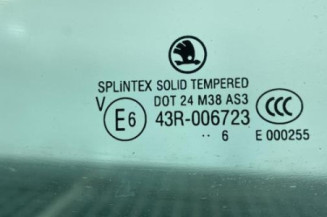 SPLiNTEX SOLID TEMPERED
V DOT 24 M38 AS3
E6 43R-006723 CCC
.. 6 E 000255